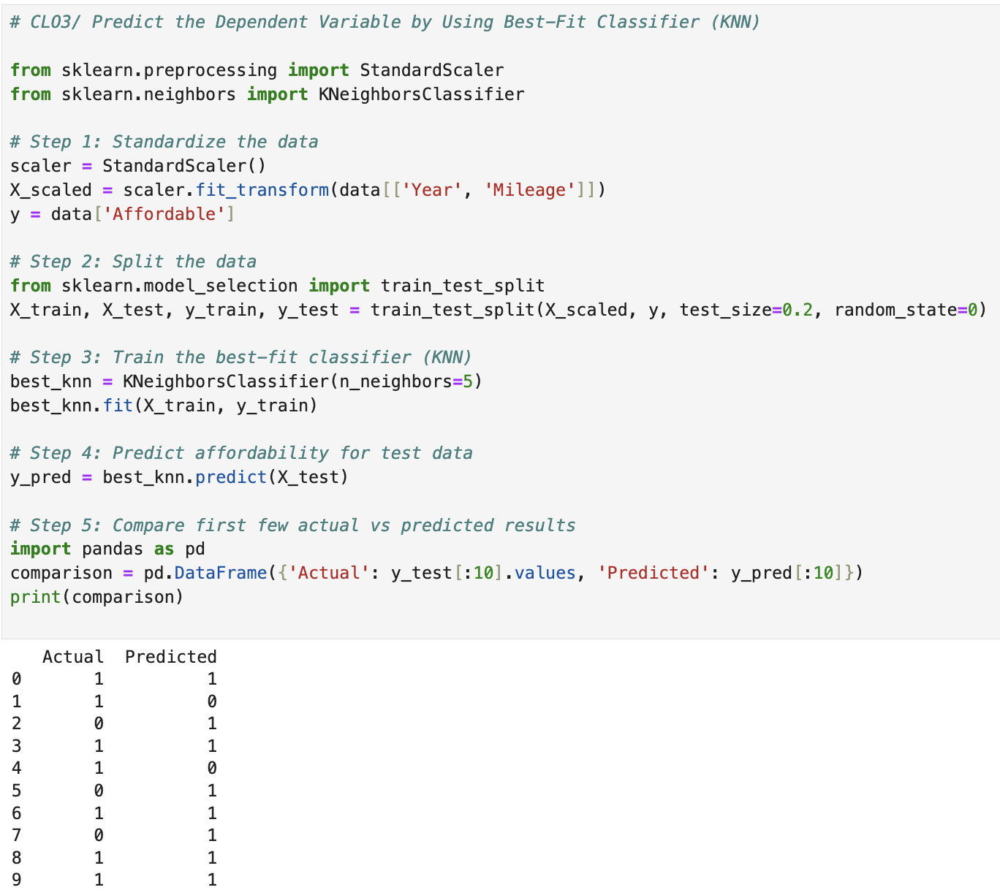 # CLO3/ Predict the Dependent Variable by Using Best-Fit Classifier (KNN)
from sklearn.preprocessing import StandardScaler
from sklearn.neighbors import KNeighborsClassifier
# Step 1: Standardize the data
scaler = StandardScaler()
X_scaled = scaler.fit_transform(data[['Year', 'Mileage']])
y = data['Affordable']
# Step 2: Split the data
from sklearn.model_selection import train_test_split
X_train, X_test, y_train, y_test = train_test_split(X_scaled, y, test_size=0.2, random_state=0)
# Step 3: Train the best-fit classifier (KNN)
best_knn = KNeighborsClassifier(n_neighbors=5)
best_knn.fit(X_train, y_train)
# Step 4: Predict affordability for test data
y_pred = best_knn.predict(X_test)
# Step 5: Compare first few actual vs predicted results
import pandas as pd
comparison = pd.DataFrame({'Actual': y_test[:10].values, 'Predicted': y_pred[:10]})
print(comparison)
   Actual  Predicted
0       1          1
1       1          0
2       0          1
3       1          1
4       1          0
5       0          1
6       1          1
7       0          1
8       1          1
9       1          1